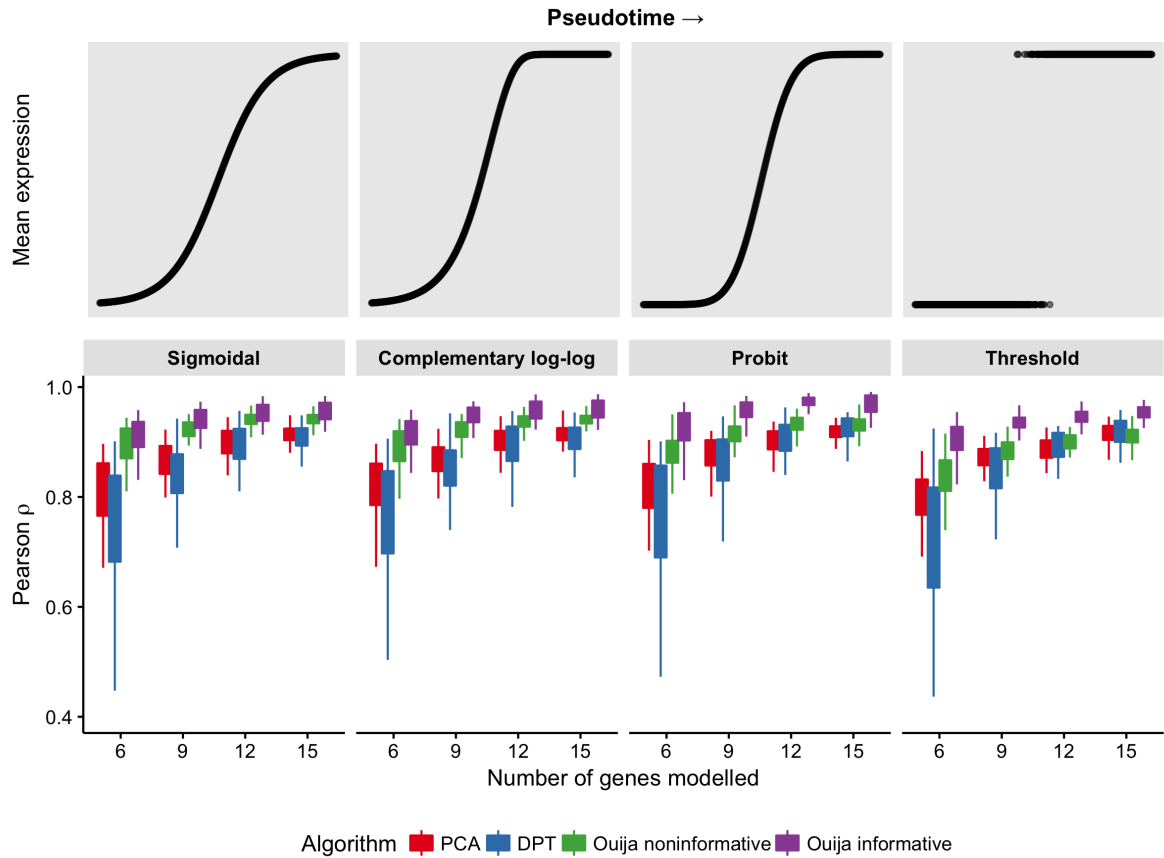 Pseudotime →
Mean expression
Sigmoidal
Complementary log-log
Probit
Threshold
Pearson ρ
1.0
0.8
0.6
0.4
6 9 12 15
6 9 12 15
6 9 12 15
6 9 12 15
Number of genes modelled
Algorithm PCA DPT Ouija noninformative Ouija informative